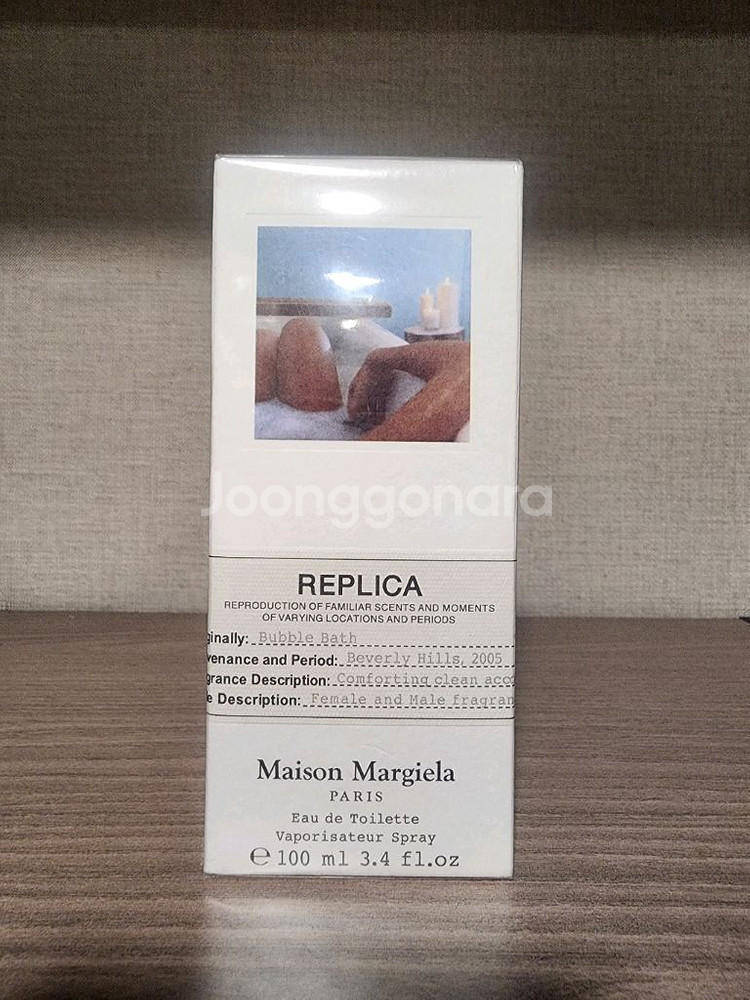 Joonggonara
REPLICA
REPRODUCTION OF FAMILIAR SCENTS AND MOMENTS
OF VARYING LOCATIONS AND PERIODS
ginally: Bubble Bath
venance and Period: Beverly Hills, 2005
grance Description: Comforting clean acco
e Description: Female and Male fragran
Maison Margiela
PARIS
Eau de Toilette
Vaporisateur Spray
℮ 100 ml 3.4 fl.oz